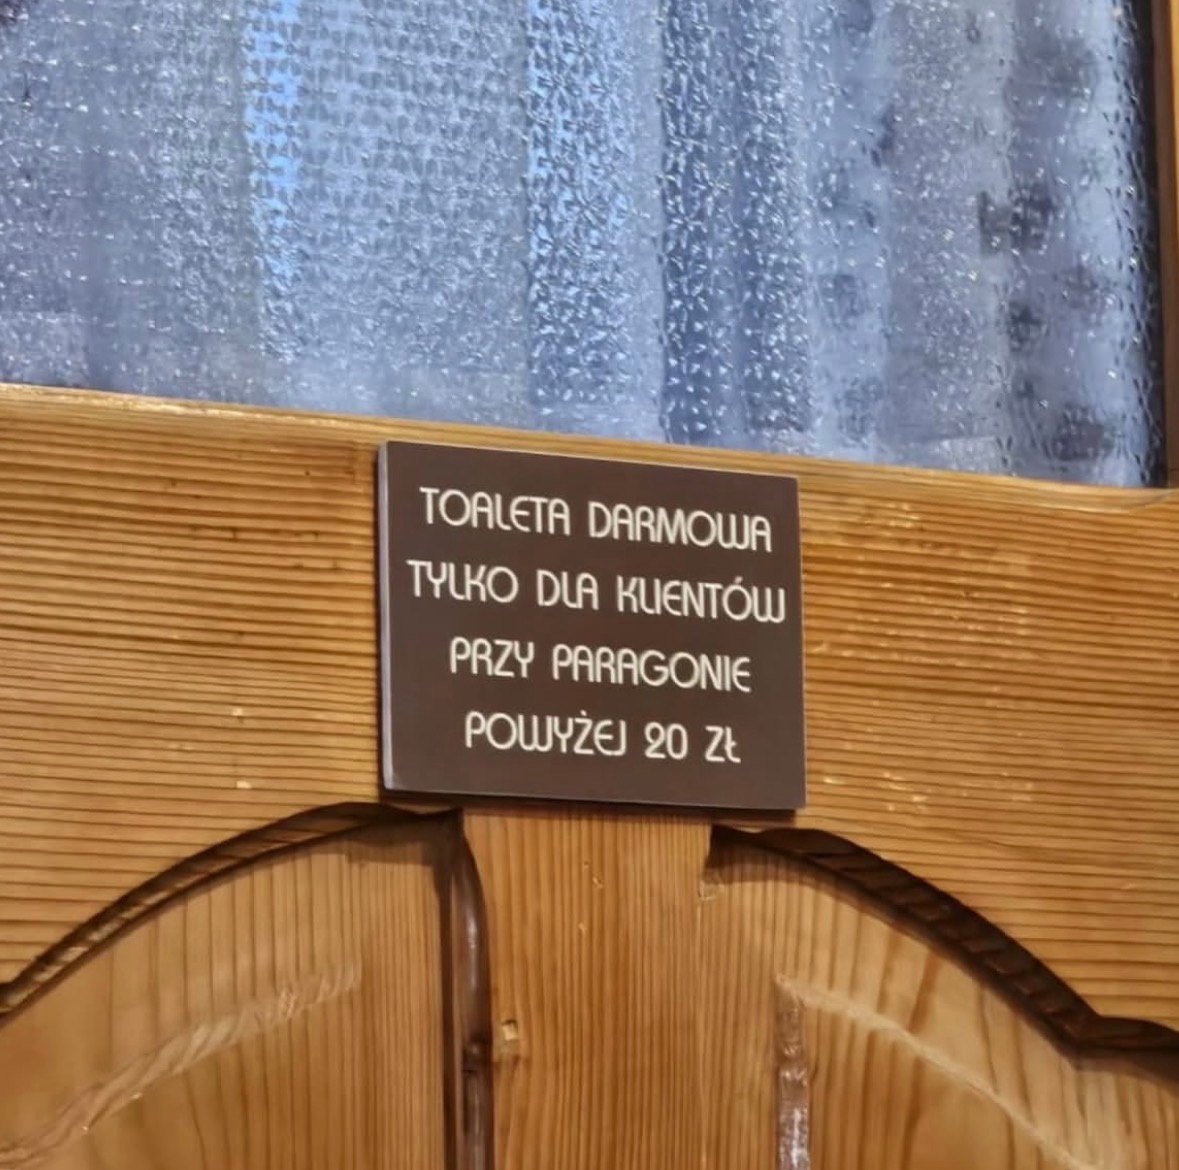 TOALETA DARMOWA
TYLKO DLA KLIENTÓW
PRZY PARAGONIE
POWYŻEJ 20 ZŁ